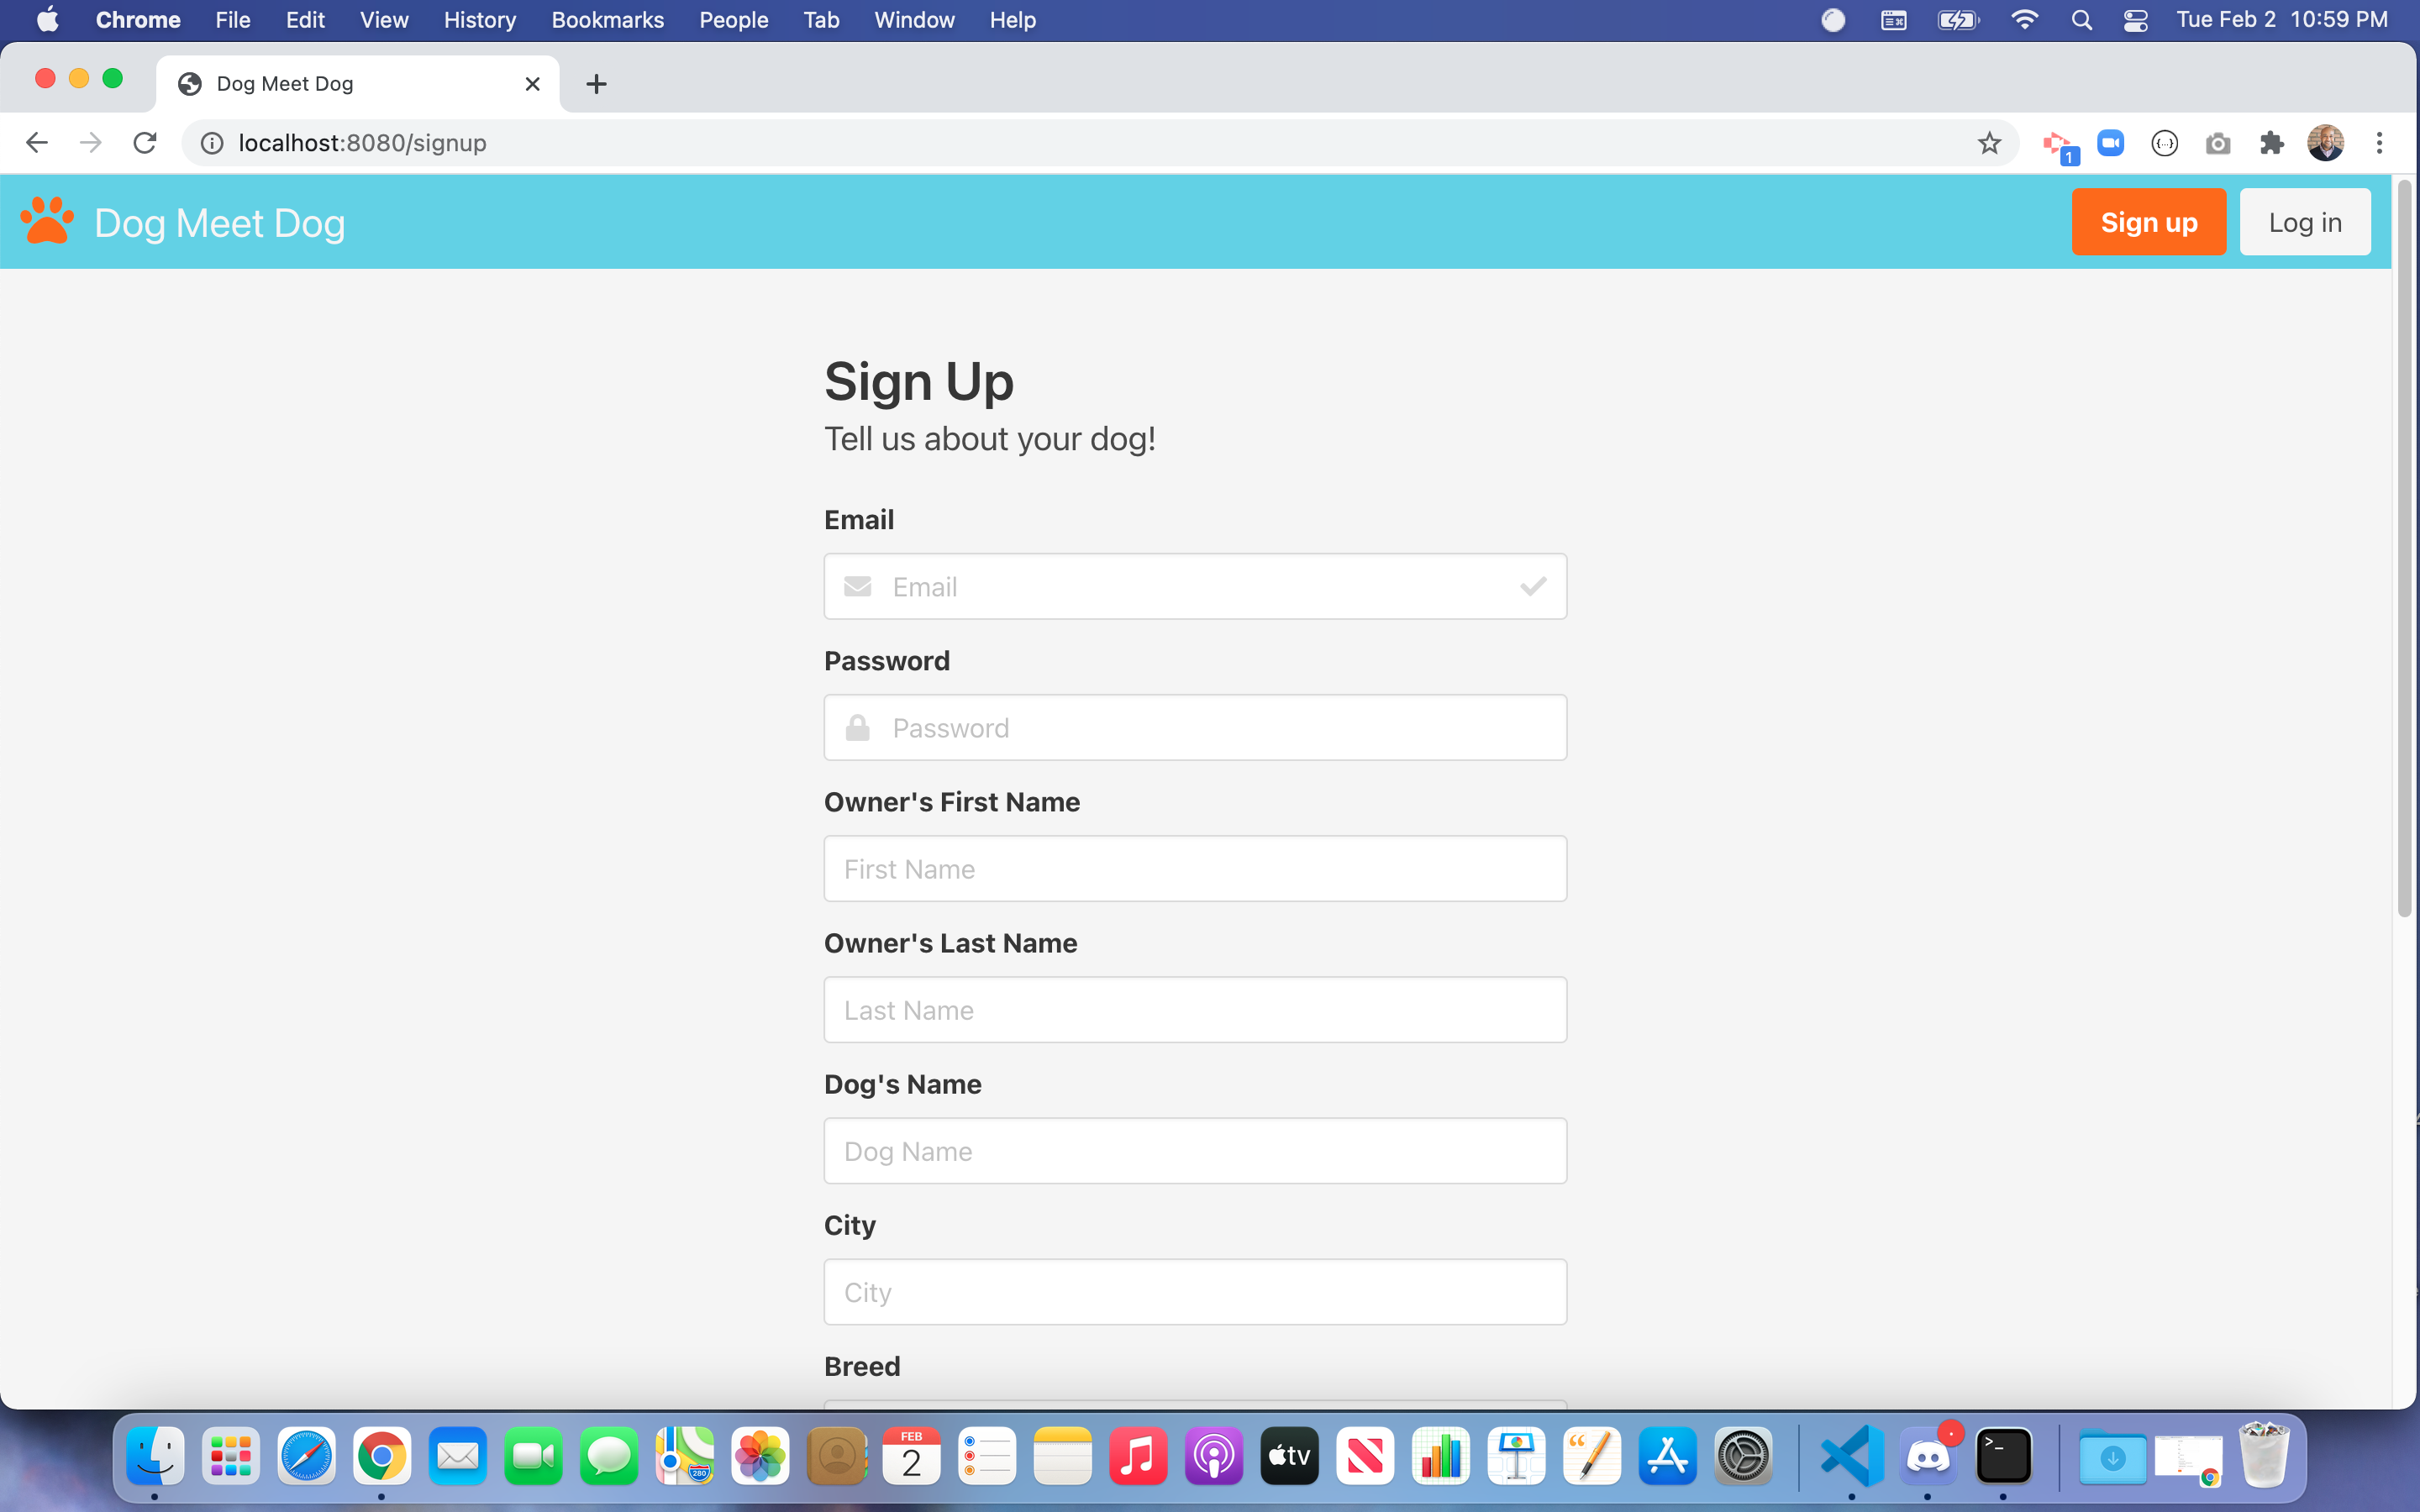 Chrome File Edit View History Bookmarks People Tab Window Help Tue Feb 2 10:59 PM
Dog Meet Dog
localhost:8080/signup
1
Dog Meet Dog Sign up Log in
Sign Up
Tell us about your dog!
Email
Email
Password
Password
Owner's First Name
First Name
Owner's Last Name
Last Name
Dog's Name
Dog Name
City
City
Breed
FEB
2
280
tv
>_